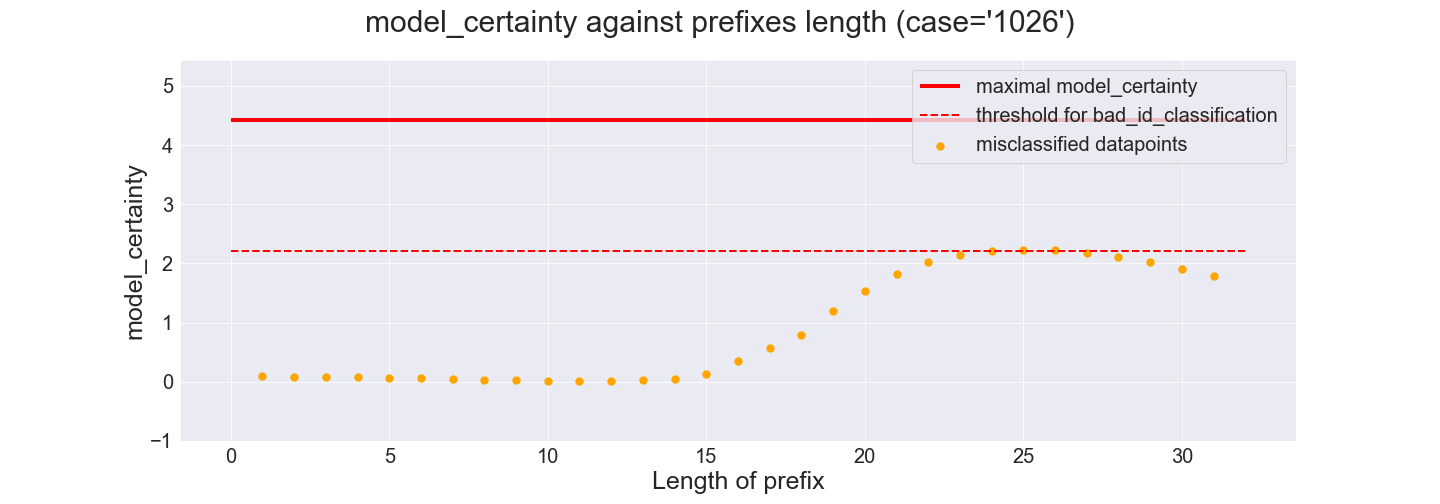 model_certainty against prefixes length (case='1026')
maximal model_certainty
threshold for bad_id_classification
misclassified datapoints
model_certainty
5
4
3
2
1
0
−1
0 5 10 15 20 25 30
Length of prefix